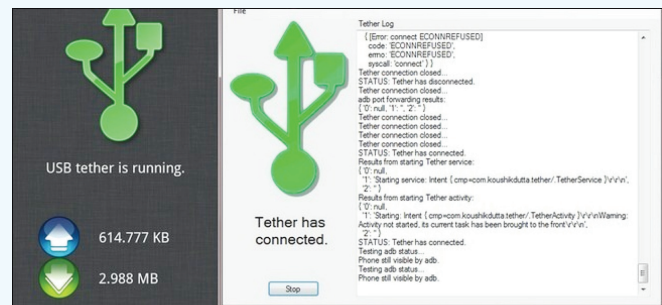 File
USB tether is running.
614.777 KB
2.988 MB
Tether has
connected.
Stop
Tether Log
{ [Error: connect ECONNREFUSED]
code: 'ECONNREFUSED',
errno: 'ECONNREFUSED',
syscall: 'connect' } }
Tether connection closed...
STATUS: Tether has disconnected.
Tether connection closed...
adb port forwarding results:
{ '0': null, '1': '', '2': '' }
Tether connection closed...
Tether connection closed...
Tether connection closed...
Tether connection closed...
STATUS: Tether has connected.
Results from starting Tether service:
{ '0': null,
'1': 'Starting service: Intent { cmp=com.koushikdutta.tether/.TetherService }\r\r\n',
'2': '' }
Results from starting Tether activity:
{ '0': null,
'1': 'Starting: Intent { cmp=com.koushikdutta.tether/.TetherActivity }\r\r\nWarning:
Activity not started, its current task has been brought to the front\r\r\n',
'2': '' }
STATUS: Tether has connected.
Testing adb status...
Phone still visible by adb.
Testing adb status...
Phone still visible by adb.